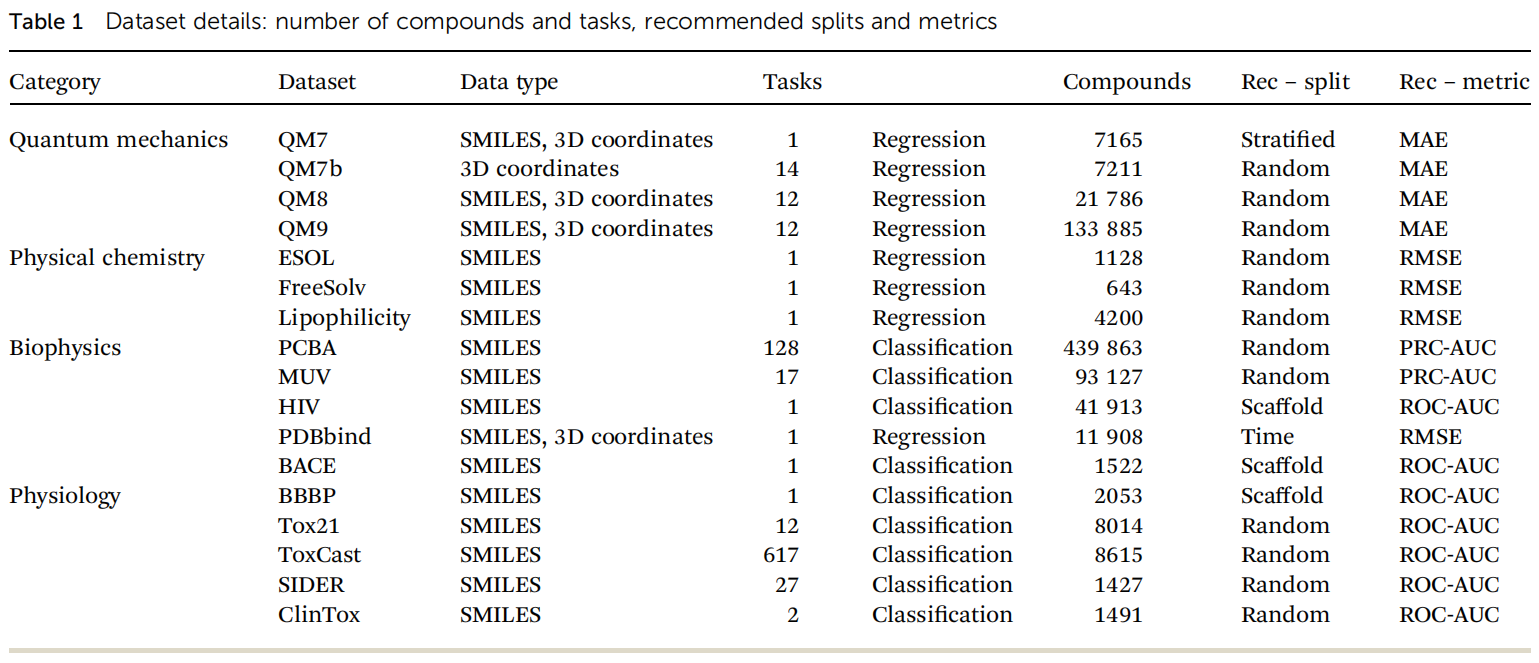 Table 1 Dataset details: number of compounds and tasks, recommended splits and metrics
Category Dataset Data type Tasks Compounds Rec – split Rec – metric
Quantum mechanics QM7 SMILES, 3D coordinates 1 Regression 7165 Stratified MAE
QM7b 3D coordinates 14 Regression 7211 Random MAE
QM8 SMILES, 3D coordinates 12 Regression 21 786 Random MAE
QM9 SMILES, 3D coordinates 12 Regression 133 885 Random MAE
Physical chemistry ESOL SMILES 1 Regression 1128 Random RMSE
FreeSolv SMILES 1 Regression 643 Random RMSE
Lipophilicity SMILES 1 Regression 4200 Random RMSE
Biophysics PCBA SMILES 128 Classification 439 863 Random PRC-AUC
MUV SMILES 17 Classification 93 127 Random PRC-AUC
HIV SMILES 1 Classification 41 913 Scaffold ROC-AUC
PDBbind SMILES, 3D coordinates 1 Regression 11 908 Time RMSE
BACE SMILES 1 Classification 1522 Scaffold ROC-AUC
Physiology BBBP SMILES 1 Classification 2053 Scaffold ROC-AUC
Tox21 SMILES 12 Classification 8014 Random ROC-AUC
ToxCast SMILES 617 Classification 8615 Random ROC-AUC
SIDER SMILES 27 Classification 1427 Random ROC-AUC
ClinTox SMILES 2 Classification 1491 Random ROC-AUC